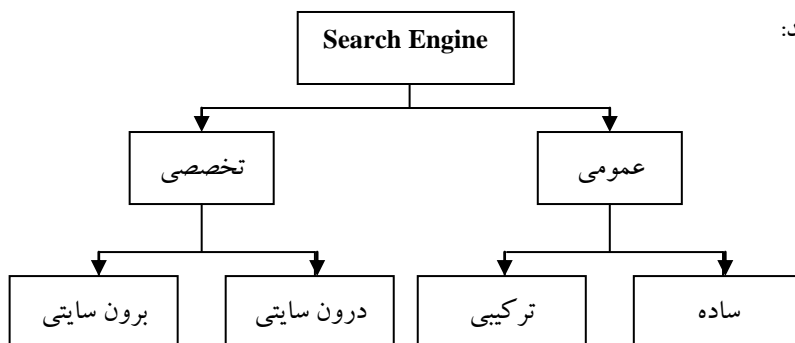 Search Engine
عمومی
تخصصی
ساده
ترکیبی
درون سایتی
برون سایتی